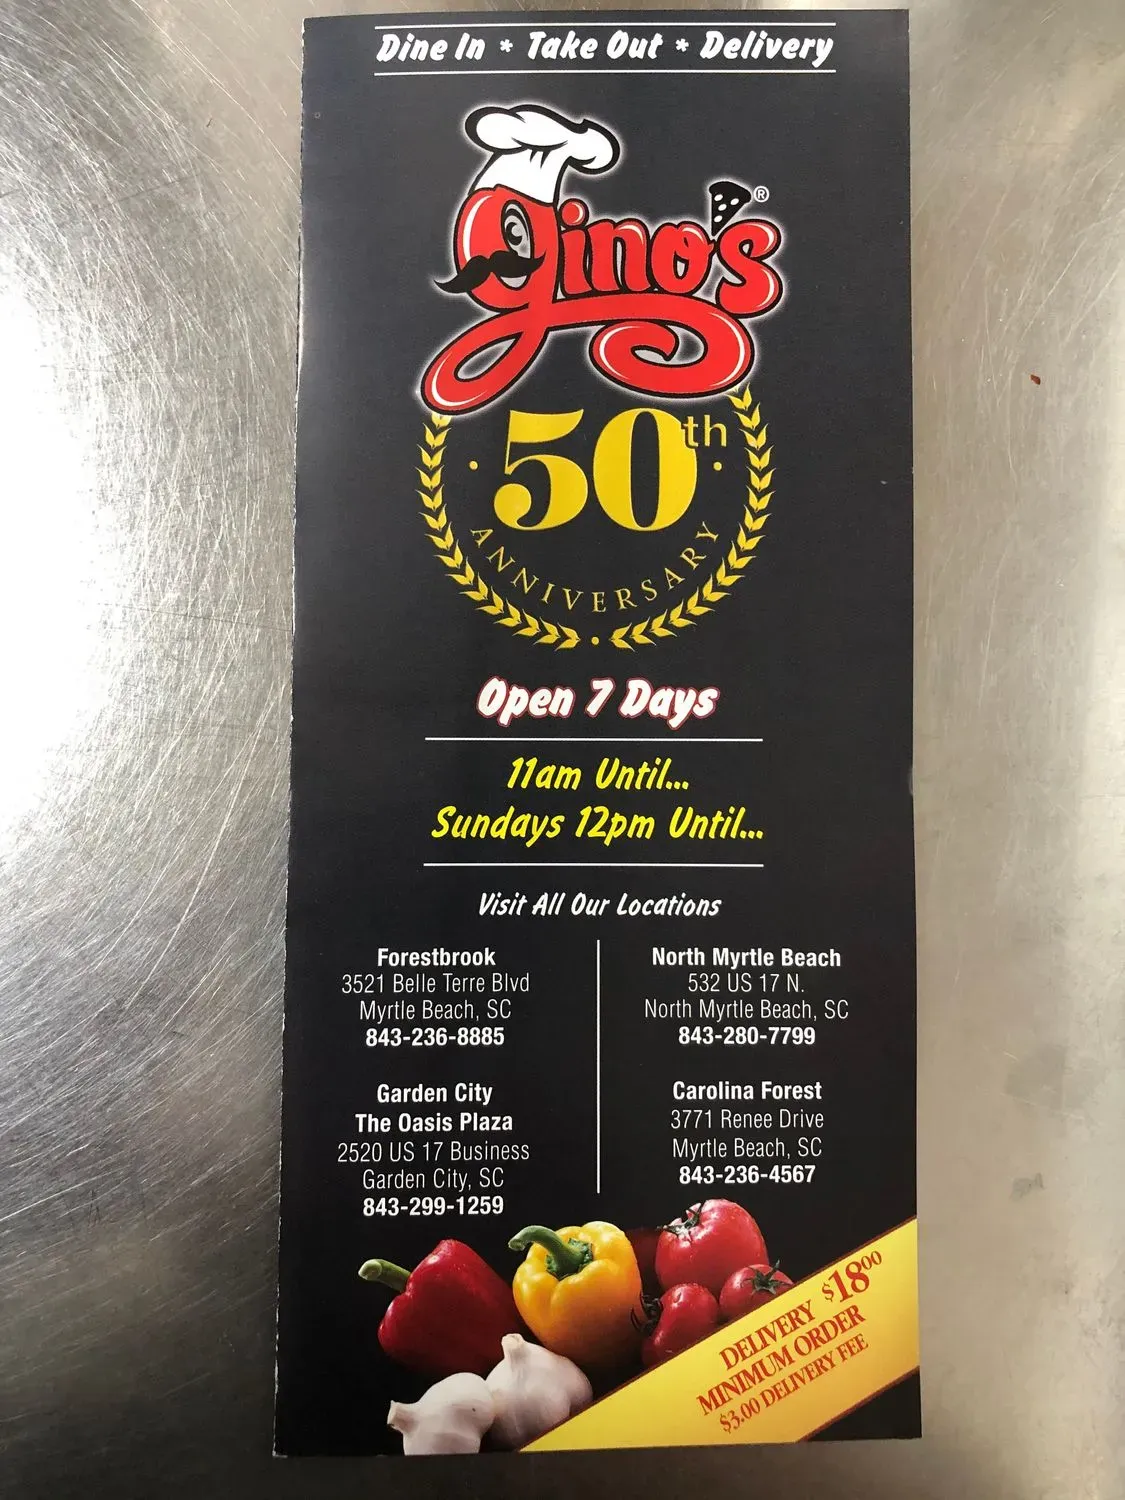 Dine In * Take Out * Delivery
gino's®
50th
ANNIVERSARY
Open 7 Days
11am Until...
Sundays 12pm Until...
Visit All Our Locations
Forestbrook
3521 Belle Terre Blvd
Myrtle Beach, SC
843-236-8885
Garden City
The Oasis Plaza
2520 US 17 Business
Garden City, SC
843-299-1259
North Myrtle Beach
532 US 17 N.
North Myrtle Beach, SC
843-280-7799
Carolina Forest
3771 Renee Drive
Myrtle Beach, SC
843-236-4567
DELIVERY $18.00
MINIMUM ORDER
$3.00 DELIVERY FEE